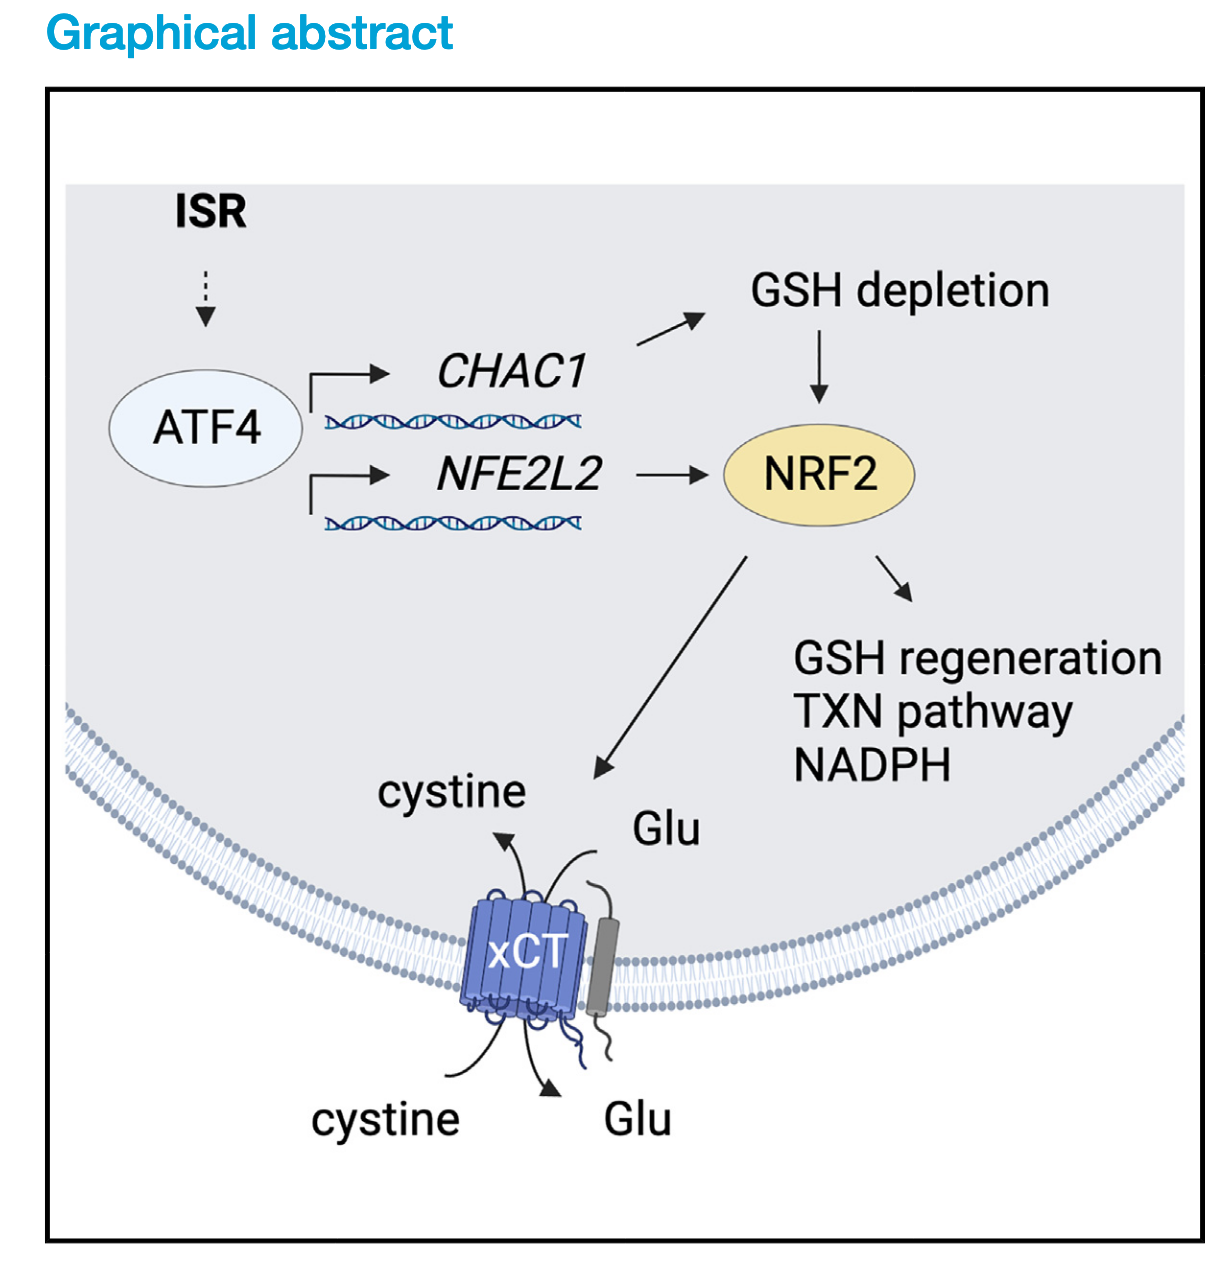 Graphical abstract
ISR
GSH depletion
CHAC1
ATF4
NFE2L2
NRF2
GSH regeneration
TXN pathway
NADPH
cystine
Glu
xCT
cystine
Glu